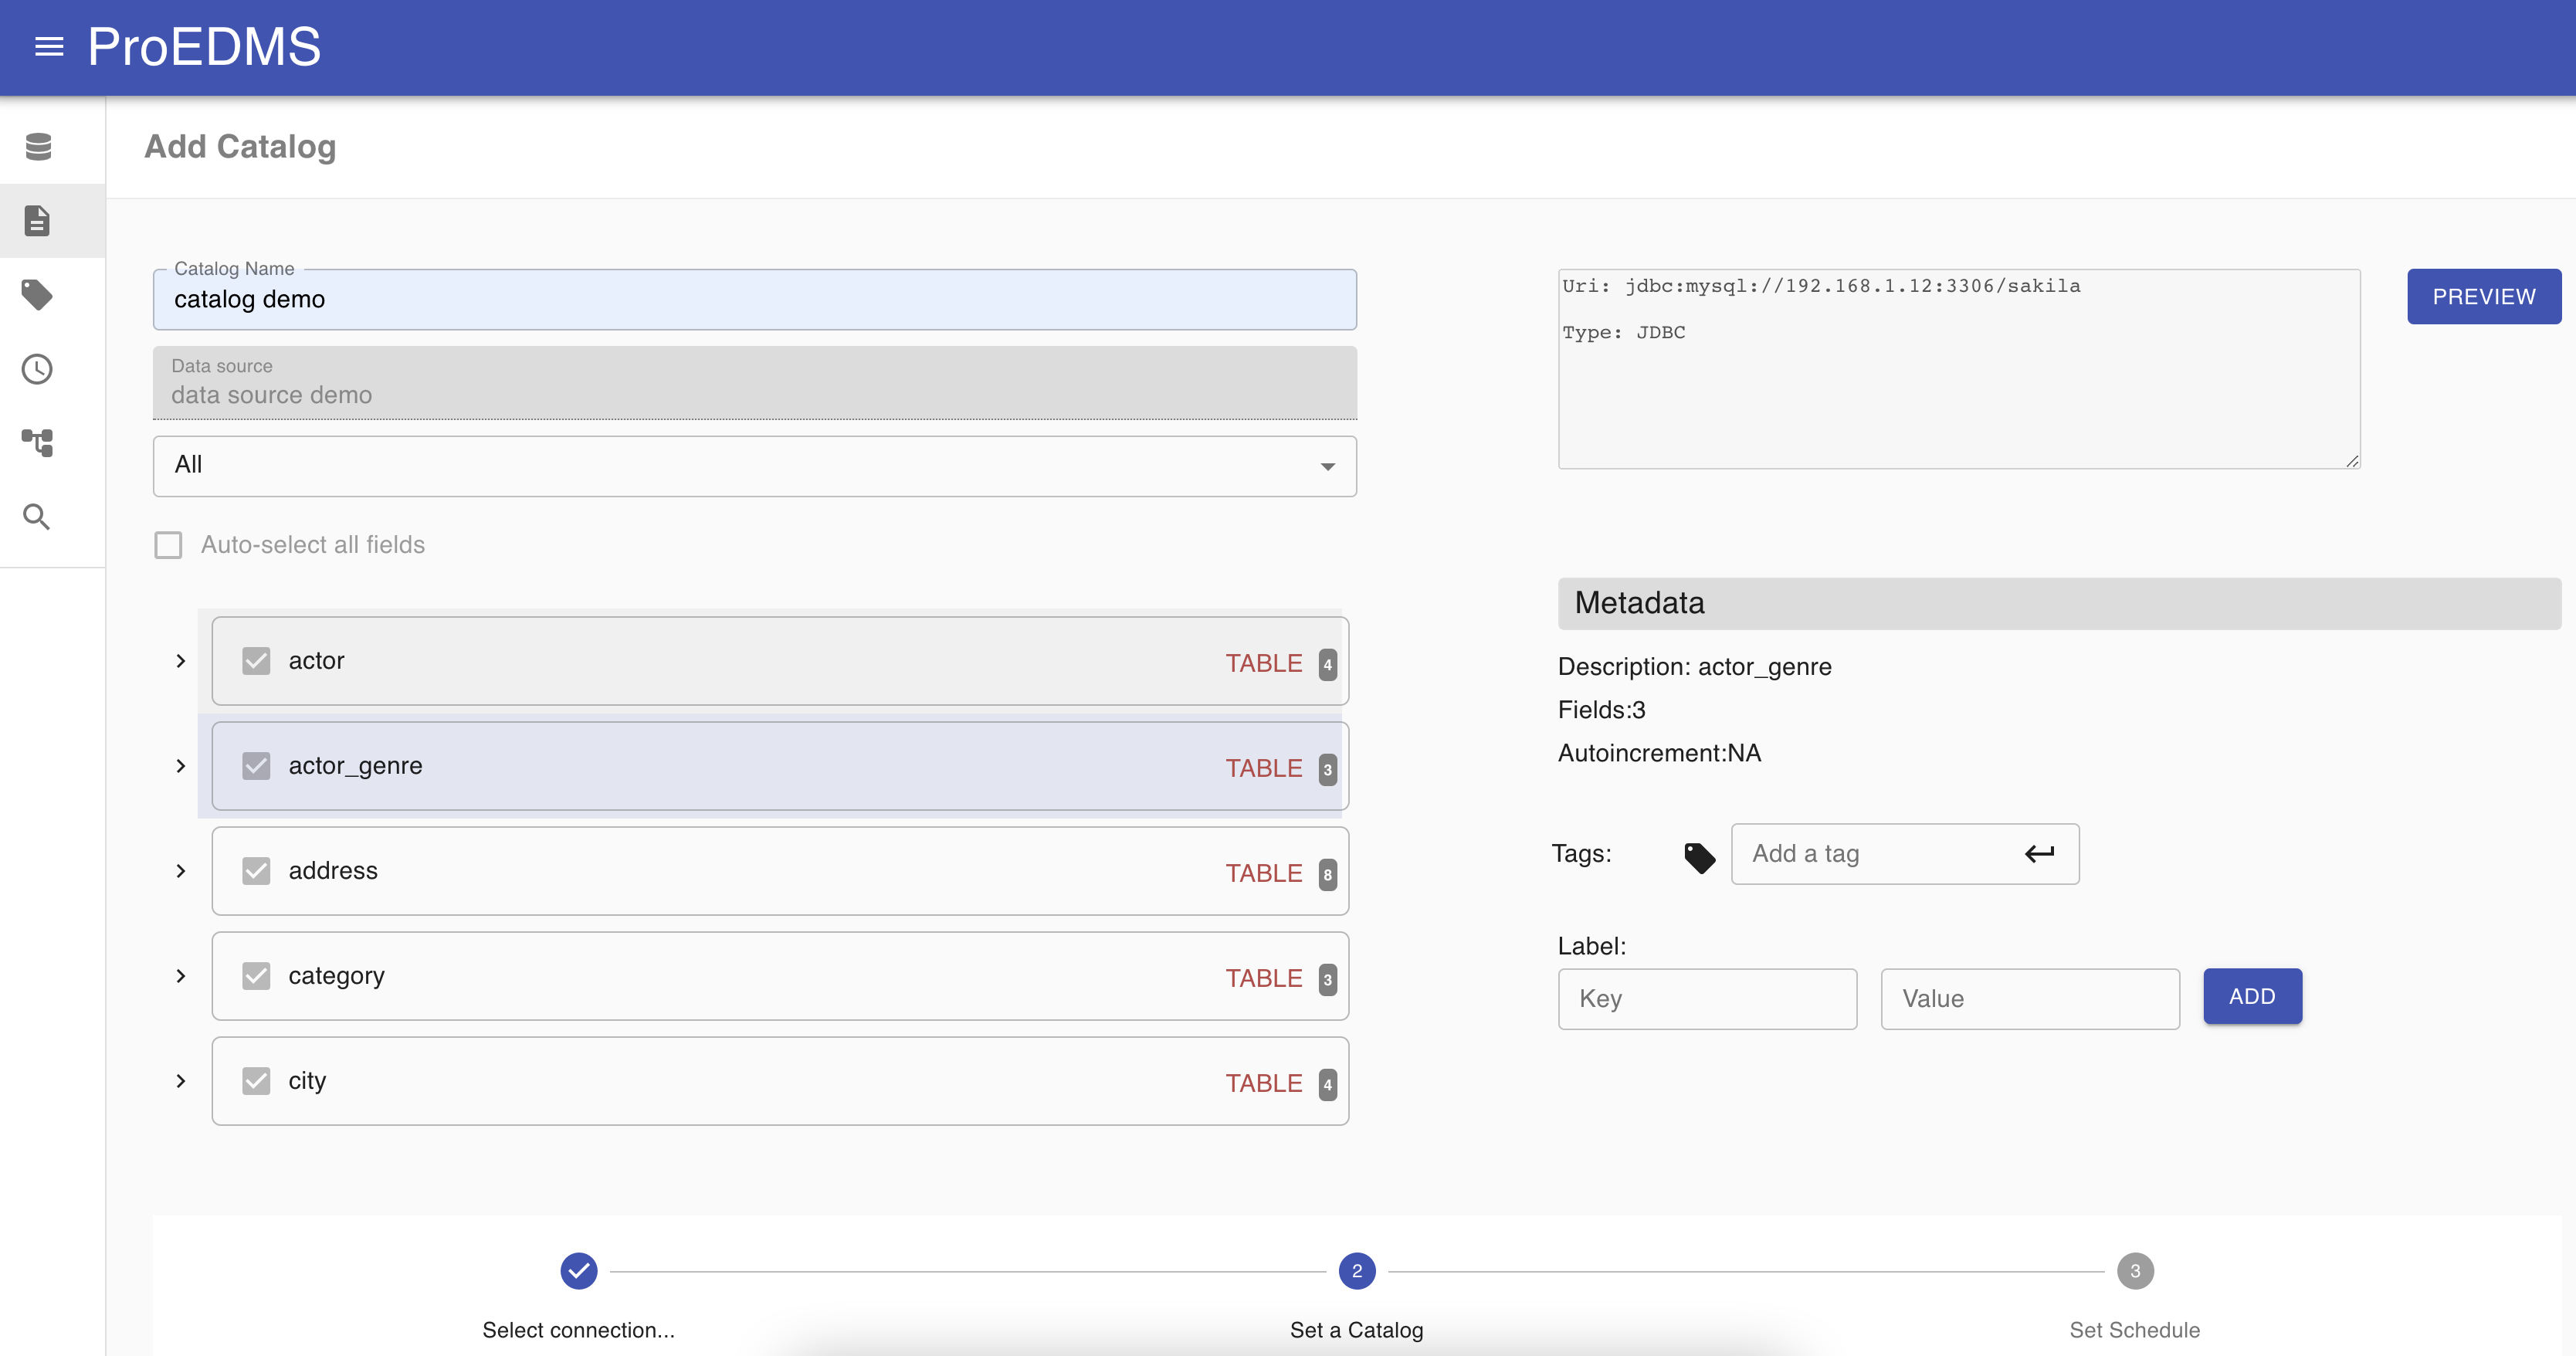 ProEDMS
Add Catalog
Catalog Name
catalog demo
Data source
data source demo
All
Auto-select all fields
actor TABLE 4
actor_genre TABLE 3
address TABLE 8
category TABLE 3
city TABLE 4
Uri: jdbc:mysql://192.168.1.12:3306/sakila
Type: JDBC
PREVIEW
Metadata
Description: actor_genre
Fields:3
Autoincrement:NA
Tags: Add a tag
Label:
Key Value ADD
2 3
Select connection... Set a Catalog Set Schedule